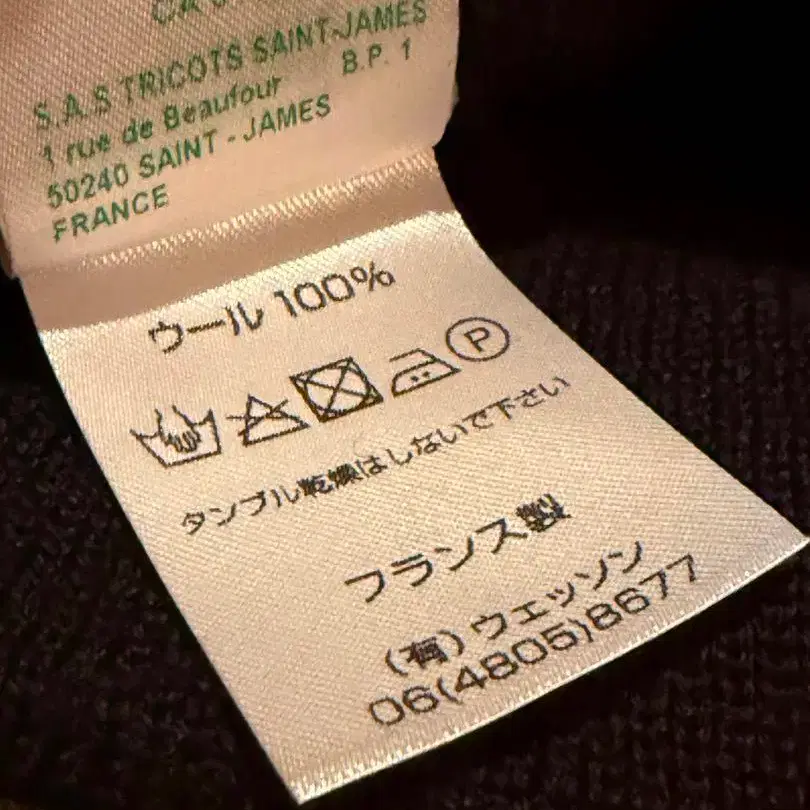 S.A.S TRICOTS SAINT-JAMES
1 rue de Beaufour B.P. 1
50240 SAINT - JAMES
FRANCE
ウール 100%
P
タンブル乾燥はしないで下さい
フランス製
(有) ウェッソン
06(4805)8677